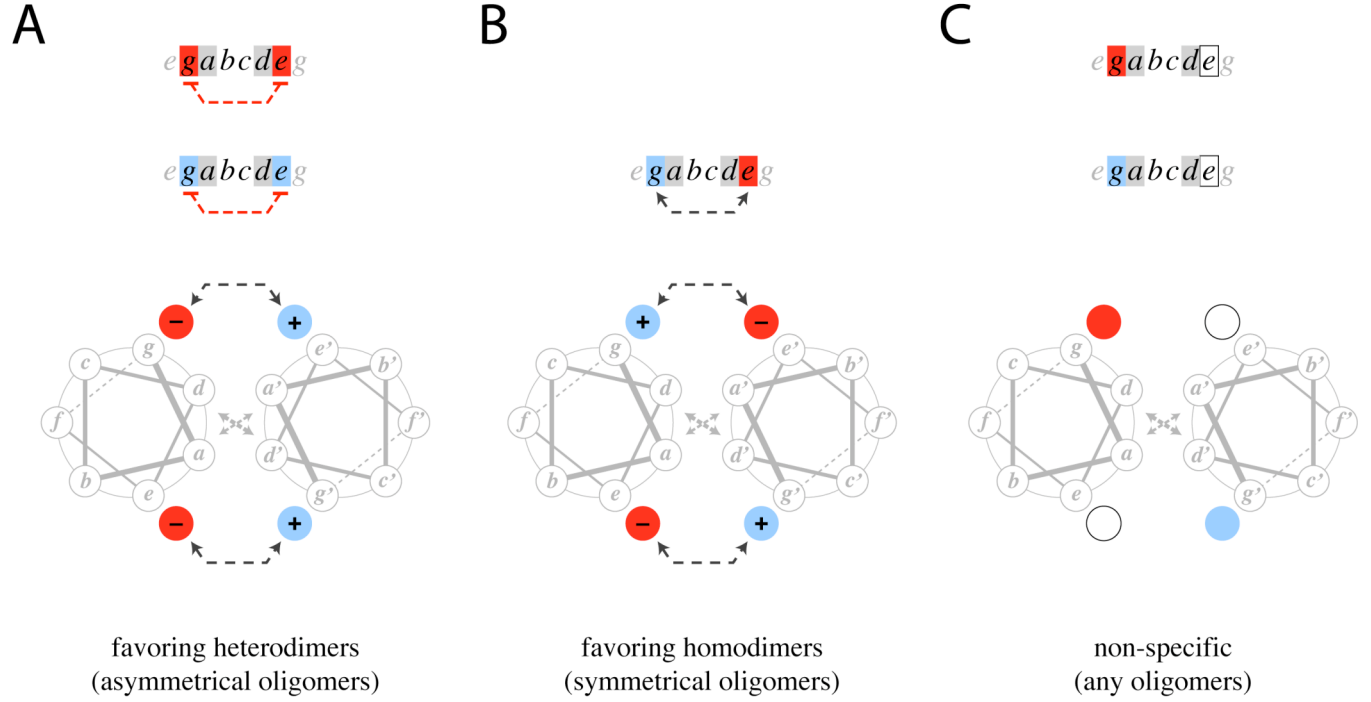 A
e g a b c d e g
e g a b c d e g
− +
g e’
c b’
d a’
f f’
a d’
b c’
e g’
− +
favoring heterodimers
(asymmetrical oligomers)
B
e g a b c d e g
+ −
g e’
c b’
d a’
f f’
a d’
b c’
e g’
− +
favoring homodimers
(symmetrical oligomers)
C
e g a b c d e g
e g a b c d e g
g e’
c b’
d a’
f f’
a d’
b c’
e g’
non-specific
(any oligomers)